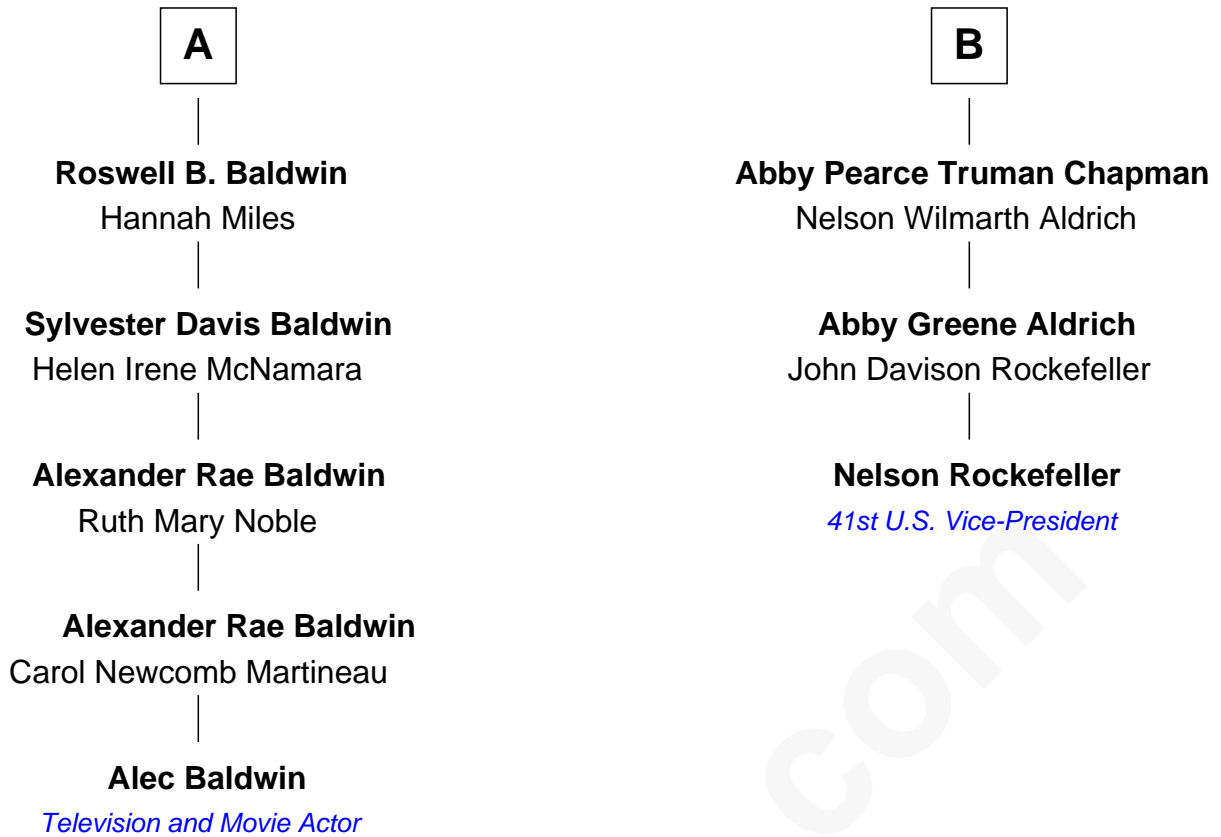 A
Roswell B. Baldwin
Hannah Miles
Sylvester Davis Baldwin
Helen Irene McNamara
Alexander Rae Baldwin
Ruth Mary Noble
Alexander Rae Baldwin
Carol Newcomb Martineau
Alec Baldwin
Television and Movie Actor
B
Abby Pearce Truman Chapman
Nelson Wilmarth Aldrich
Abby Greene Aldrich
John Davison Rockefeller
Nelson Rockefeller
41st U.S. Vice-President
com